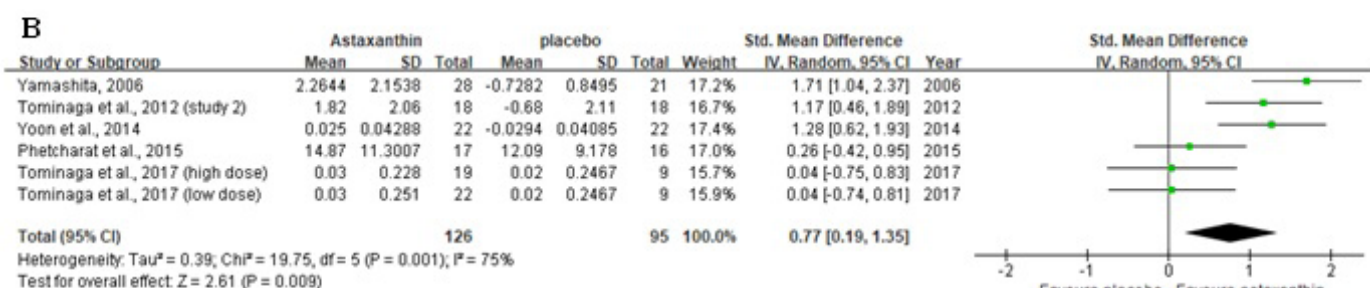 B
Astaxanthin placebo Std. Mean Difference Std. Mean Difference
Study or Subgroup Mean SD Total Mean SD Total Weight IV, Random, 95% CI Year IV, Random, 95% CI
Yamashita, 2006 2.2644 2.1538 28 -0.7282 0.8495 21 17.2% 1.71 [1.04, 2.37] 2006
Tominaga et al., 2012 (study 2) 1.82 2.06 18 -0.68 2.11 18 16.9% 1.17 [0.46, 1.89] 2012
Yoon et al., 2014 0.025 0.04288 22 -0.0294 0.04085 22 17.4% 1.28 [0.62, 1.93] 2014
Phetcharat et al., 2015 14.87 11.3007 17 12.09 9.178 16 17.0% 0.26 [-0.42, 0.95] 2015
Tominaga et al., 2017 (high dose) 0.03 0.228 19 0.02 0.2467 9 15.7% 0.04 [-0.75, 0.83] 2017
Tominaga et al., 2017 (low dose) 0.03 0.251 22 0.02 0.2467 9 15.9% 0.04 [-0.74, 0.81] 2017
Total (95% CI) 126 95 100.0% 0.77 [0.19, 1.35]
Heterogeneity: Tau² = 0.39; Chi² = 19.75, df = 5 (P = 0.001); I² = 75%
Test for overall effect: Z = 2.61 (P = 0.009)
-2 -1 0 1 2